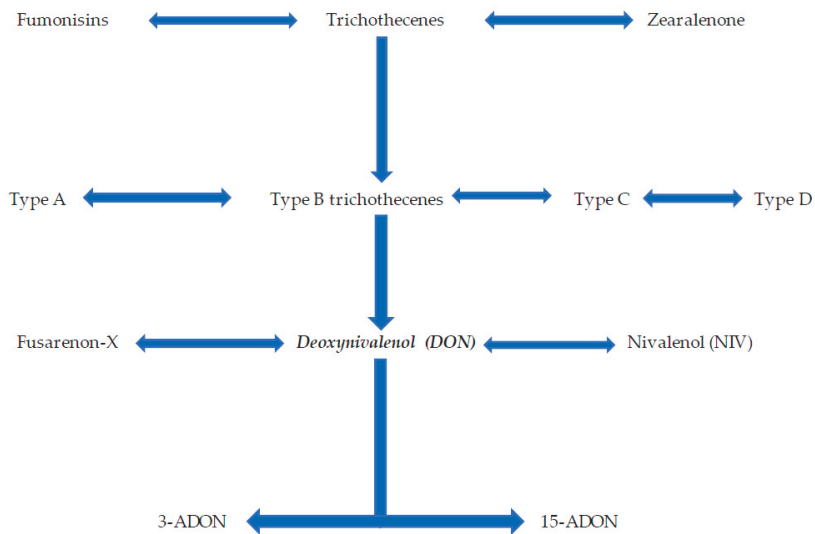 Fumonisins Trichothecenes Zearalenone
Type A Type B trichothecenes Type C Type D
Fusarenon-X Deoxynivalenol (DON) Nivalenol (NIV)
3-ADON 15-ADON